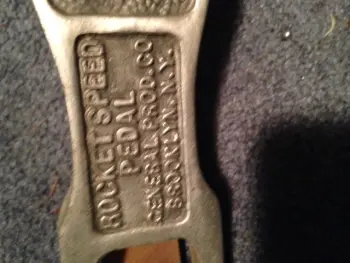 ROCKET SPEED
PEDAL
GENERAL PROD. CO
BROOKLYN. N.Y.